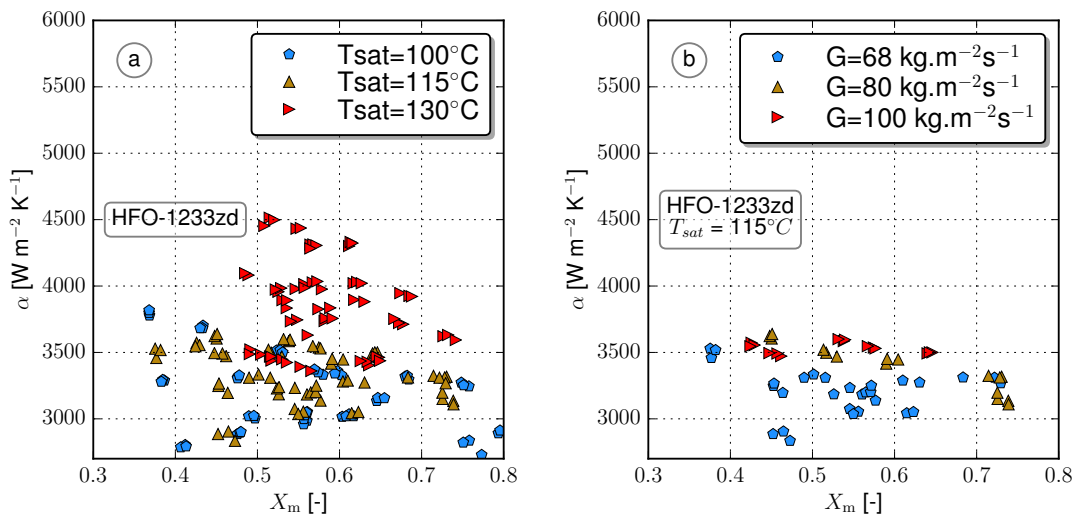 a
Tsat=100°C
Tsat=115°C
Tsat=130°C
HFO-1233zd
6000
5500
5000
4500
4000
3500
3000
α [W m⁻² K⁻¹]
0.3 0.4 0.5 0.6 0.7 0.8
Xₘ [-]
b
G=68 kg.m⁻²s⁻¹
G=80 kg.m⁻²s⁻¹
G=100 kg.m⁻²s⁻¹
HFO-1233zd
T_sat = 115°C
6000
5500
5000
4500
4000
3500
3000
α [W m⁻² K⁻¹]
0.3 0.4 0.5 0.6 0.7 0.8
Xₘ [-]